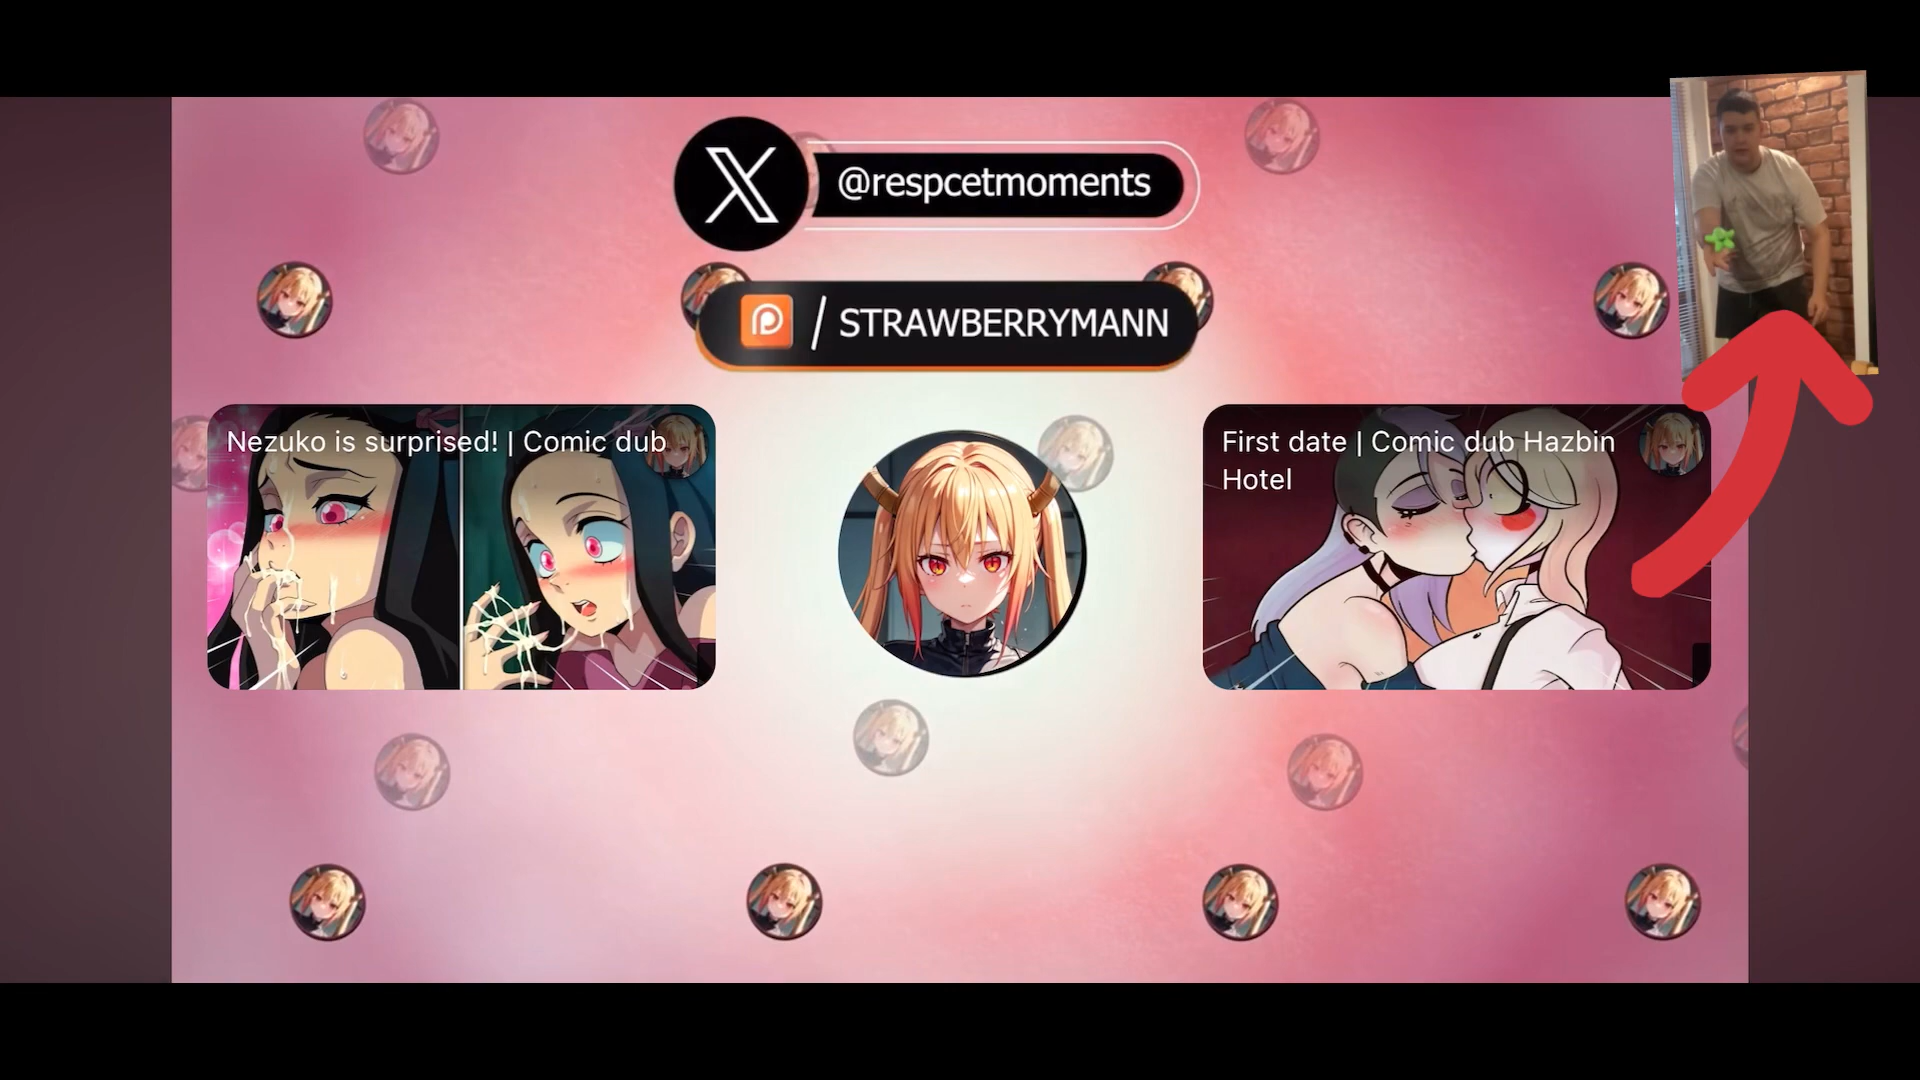 @respcetmoments
/ STRAWBERRYMANN
Nezuko is surprised! | Comic dub
First date | Comic dub Hazbin
Hotel